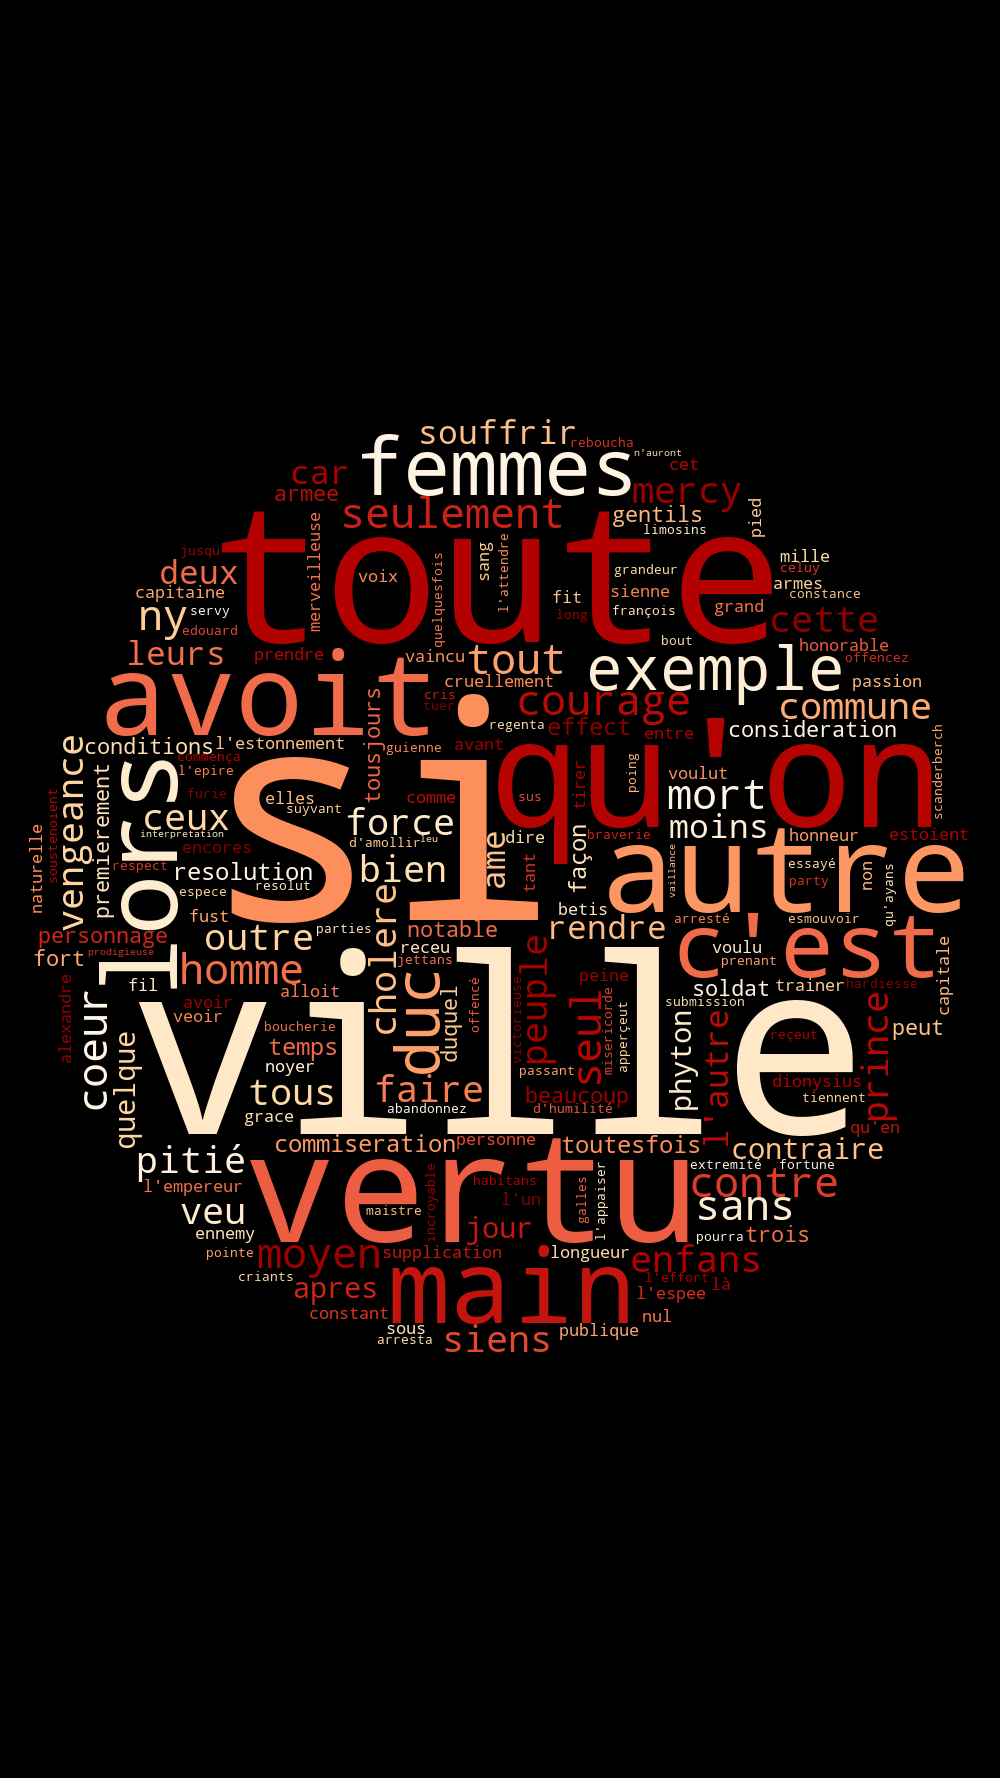 souffrir
reboucha
femmes
n'auront
car
cet
armee
mercy
seulement
gentils
pied
limosins
toute
merveilleuse
quelquesfois
sang
l'attendre
jusqu
deux
voix
grandeur
mille
celuy
capitaine
sienne
armes
constance
fit
ny
servy
françois
grand
long
cette
edouard
bout
leurs
prendre
vaincu
tout
honorable
exemple
offencez
avoit
cruellement
passion
cris
courage
tuer
commune
tousjours
regenta
effect
entre
consideration
conditions
l'estonnement
guienne
avant
qu'on
scanderberch
vengeance
commença
l'epire
premierement
lors
si
voulut
tirer
poing
furie
elles
comme
sus
mort
suyvant
soustenoient
naturelle
ceux
force
moins
interpretation
d'amollir
leu
ame
dire
façon
braverie
honneur
estoient
encores
autre
vaillance
respect
resolution
bien
tant
essayé
non
qu'ayans
party
espece
resolut
cholere
fust
betis
arresté
esmouvoir
parties
notable
rendre
c'est
personnage
outre
prodigieuse
receu
voulu
fort
jettans
prenant
capitale
homme
peuple
peine
fil
alloit
duc
duquel
offencé
victorieuse
seul
misericorde
soldat
trainer
hardiesse
alexandre
coeur
avoir
ville
submission
apperçeut
phyton
l'autre
prince
veoir
quelque
boucherie
peut
temps
reçeut
noyer
passant
tous
faire
beaucoup
dionysius
tiennent
abandonnez
d'humilité
grace
qu'en
commiseration
personne
toutesfois
contraire
pitié
vertu
extremité
fortune
incroyable
habitans
galles
l'appaiser
contre
l'empereur
l'un
veu
maistre
sans
ennemy
jour
pourra
trois
pointe
moyen
supplication
longueur
enfans
criants
main
l'effort
là
apres
l'espee
constant
nul
sous
siens
publique
arresta